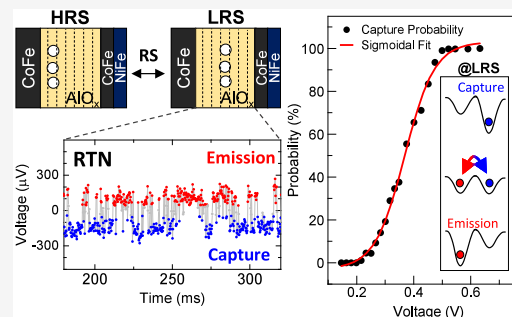 HRS
LRS
RS
CoFe
AlOx
CoFe
NiFe
CoFe
AlOx
CoFe
NiFe
RTN
Emission
Capture
Voltage (µV)
300
0
-300
200
250
300
Time (ms)
Capture Probability
Sigmoidal Fit
@LRS
Capture
Emission
Probability (%)
100
80
60
40
20
0
0.2
0.4
0.6
Voltage (V)